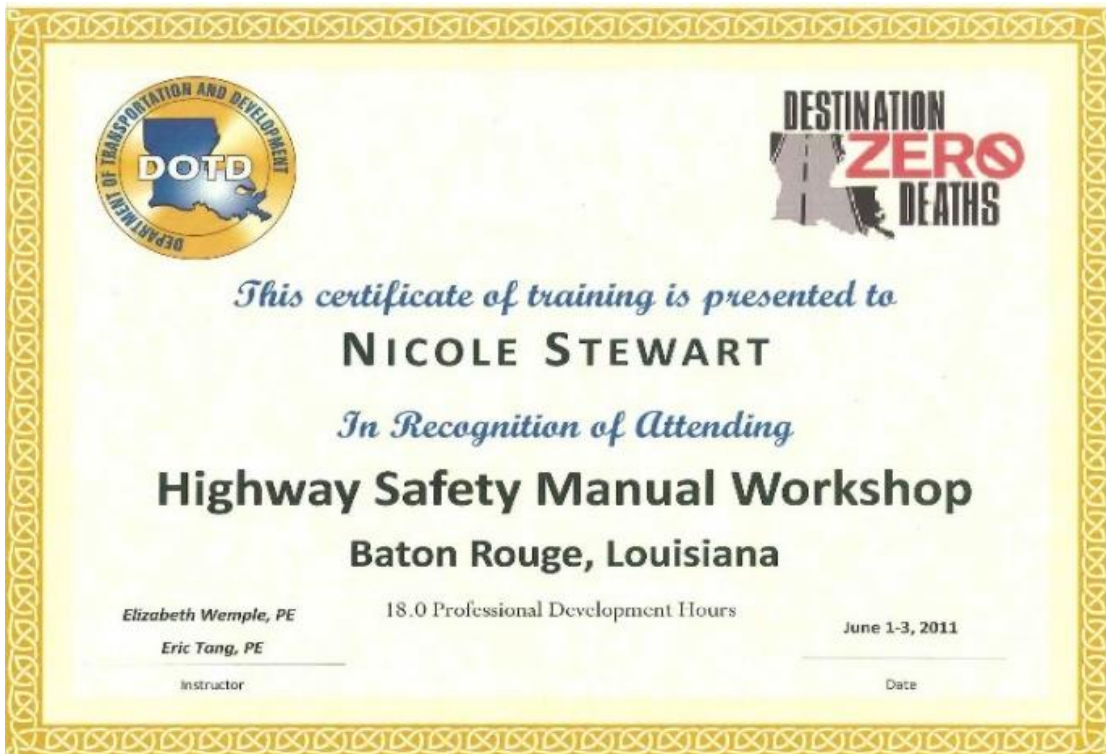 DEPARTMENT OF TRANSPORTATION AND DEVELOPMENT
DOTD
DESTINATION
ZERO
DEATHS
This certificate of training is presented to
NICOLE STEWART
In Recognition of Attending
Highway Safety Manual Workshop
Baton Rouge, Louisiana
18.0 Professional Development Hours
Elizabeth Wemple, PE
Eric Tang, PE
Instructor
June 1-3, 2011
Date